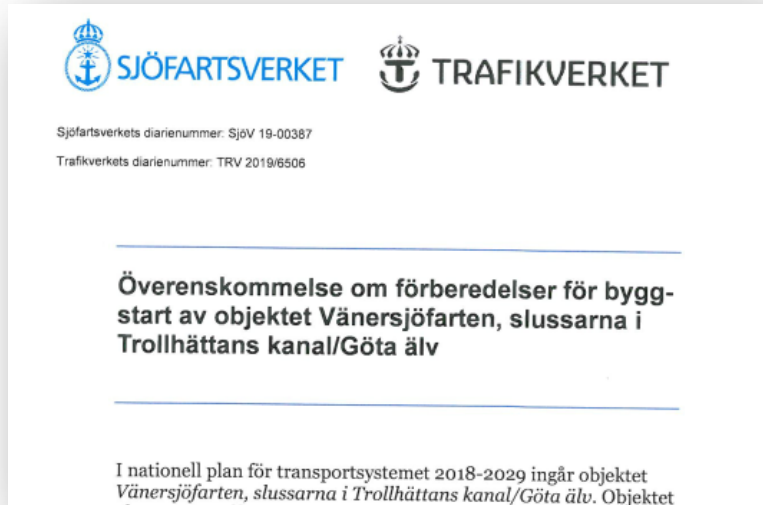 SJÖFARTSVERKET TRAFIKVERKET
Sjöfartsverkets diarienummer: SjöV 19-00387
Trafikverkets diarienummer: TRV 2019/6506
Överenskommelse om förberedelser för bygg-
start av objektet Vänersjöfarten, slussarna i
Trollhättans kanal/Göta älv
I nationell plan för transportsystemet 2018-2029 ingår objektet
Vänersjöfarten, slussarna i Trollhättans kanal/Göta älv. Objektet